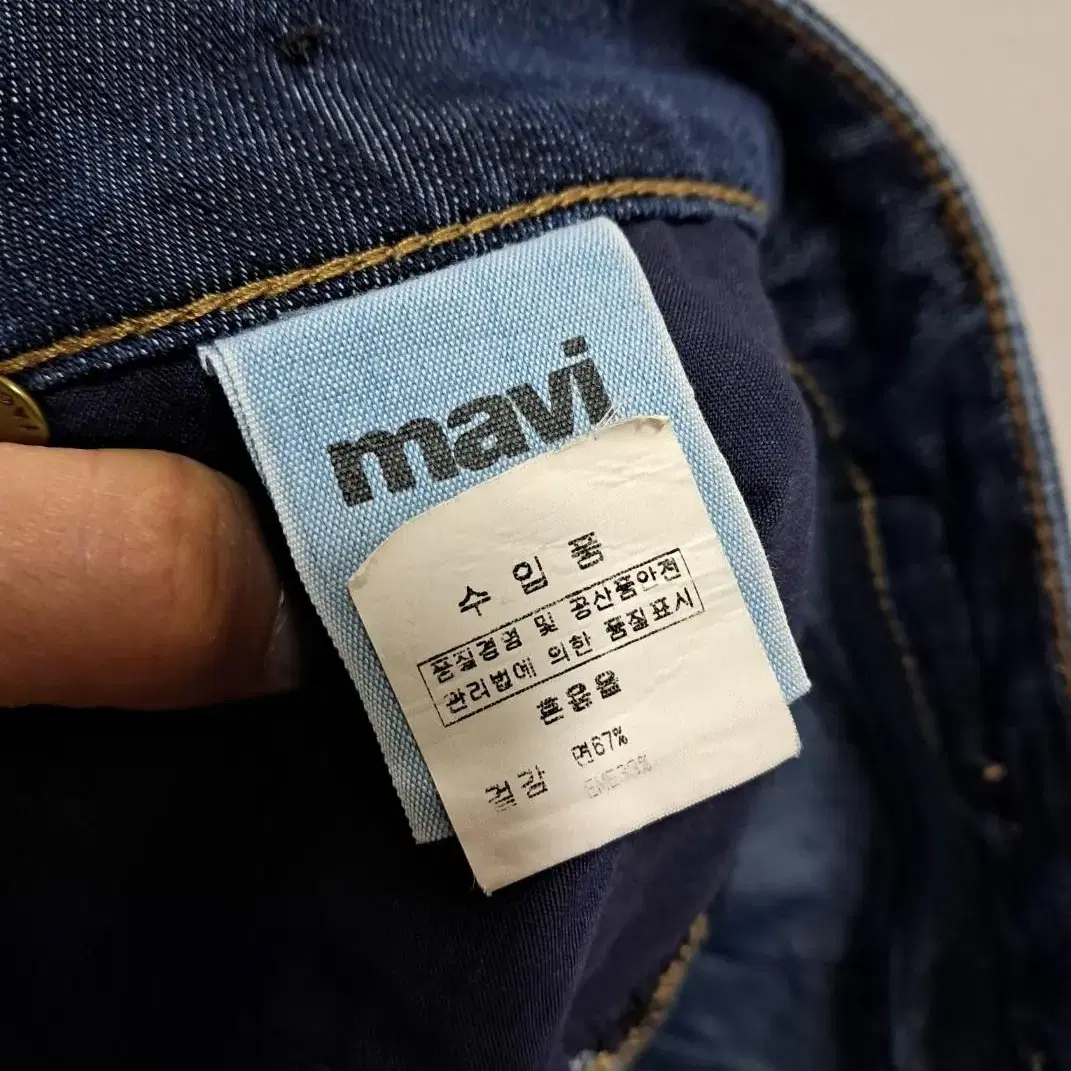 mavi
수 입 품
품질경영 및 공산품안전
관리법에 의한 품질표시
혼용율
겉감 면67%